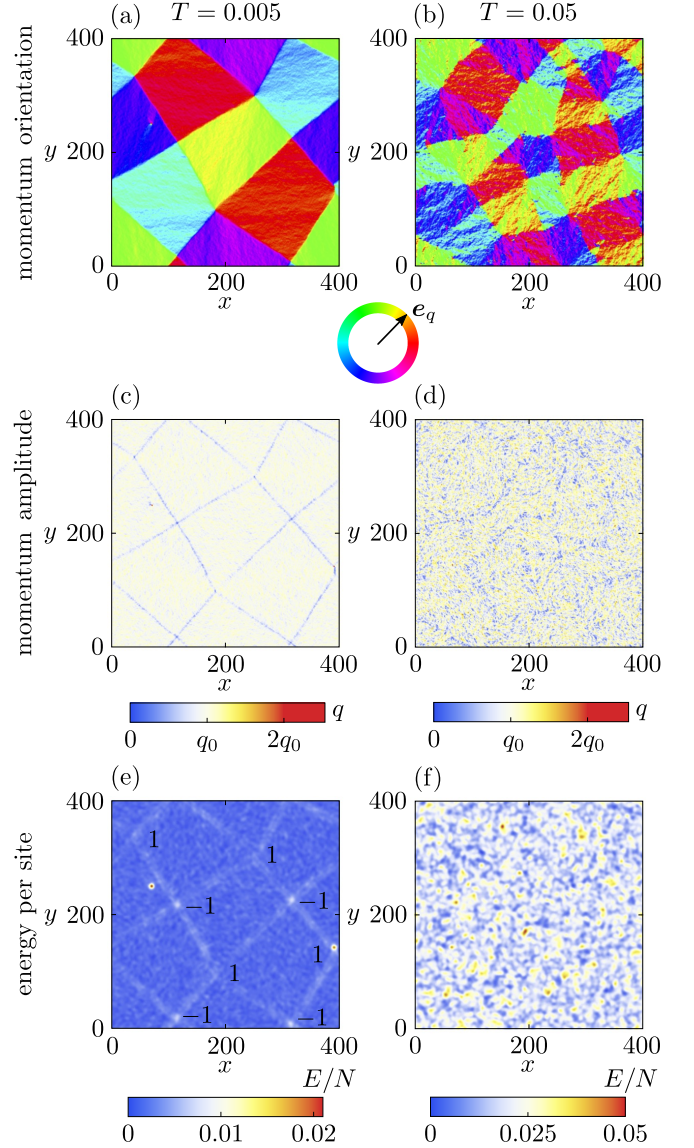 (a) T = 0.005
(b) T = 0.05
momentum orientation
400
y 200
0
0 200 400
x
400
y 200
0
0 200 400
x
e_q
momentum amplitude
(c)
400
y 200
0
0 200 400
x
(d)
400
y 200
0
0 200 400
x
0 q_0 2q_0 q
0 q_0 2q_0 q
energy per site
(e)
400
y 200
0
0 200 400
x
1
1
−1
−1
1
1
−1
−1
(f)
400
y 200
0
0 200 400
x
E/N
0 0.01 0.02
E/N
0 0.025 0.05